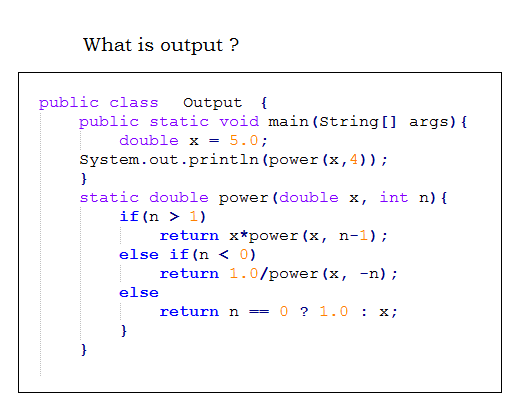 What is output ?
public class  Output  {
    public static void main(String[] args){
        double x = 5.0;
    System.out.println(power(x,4));
    }
    static double power(double x, int n){
        if(n > 1)
            return x*power(x, n-1);
        else if(n < 0)
            return 1.0/power(x, -n);
        else
            return n == 0 ? 1.0 : x;
        }
    }